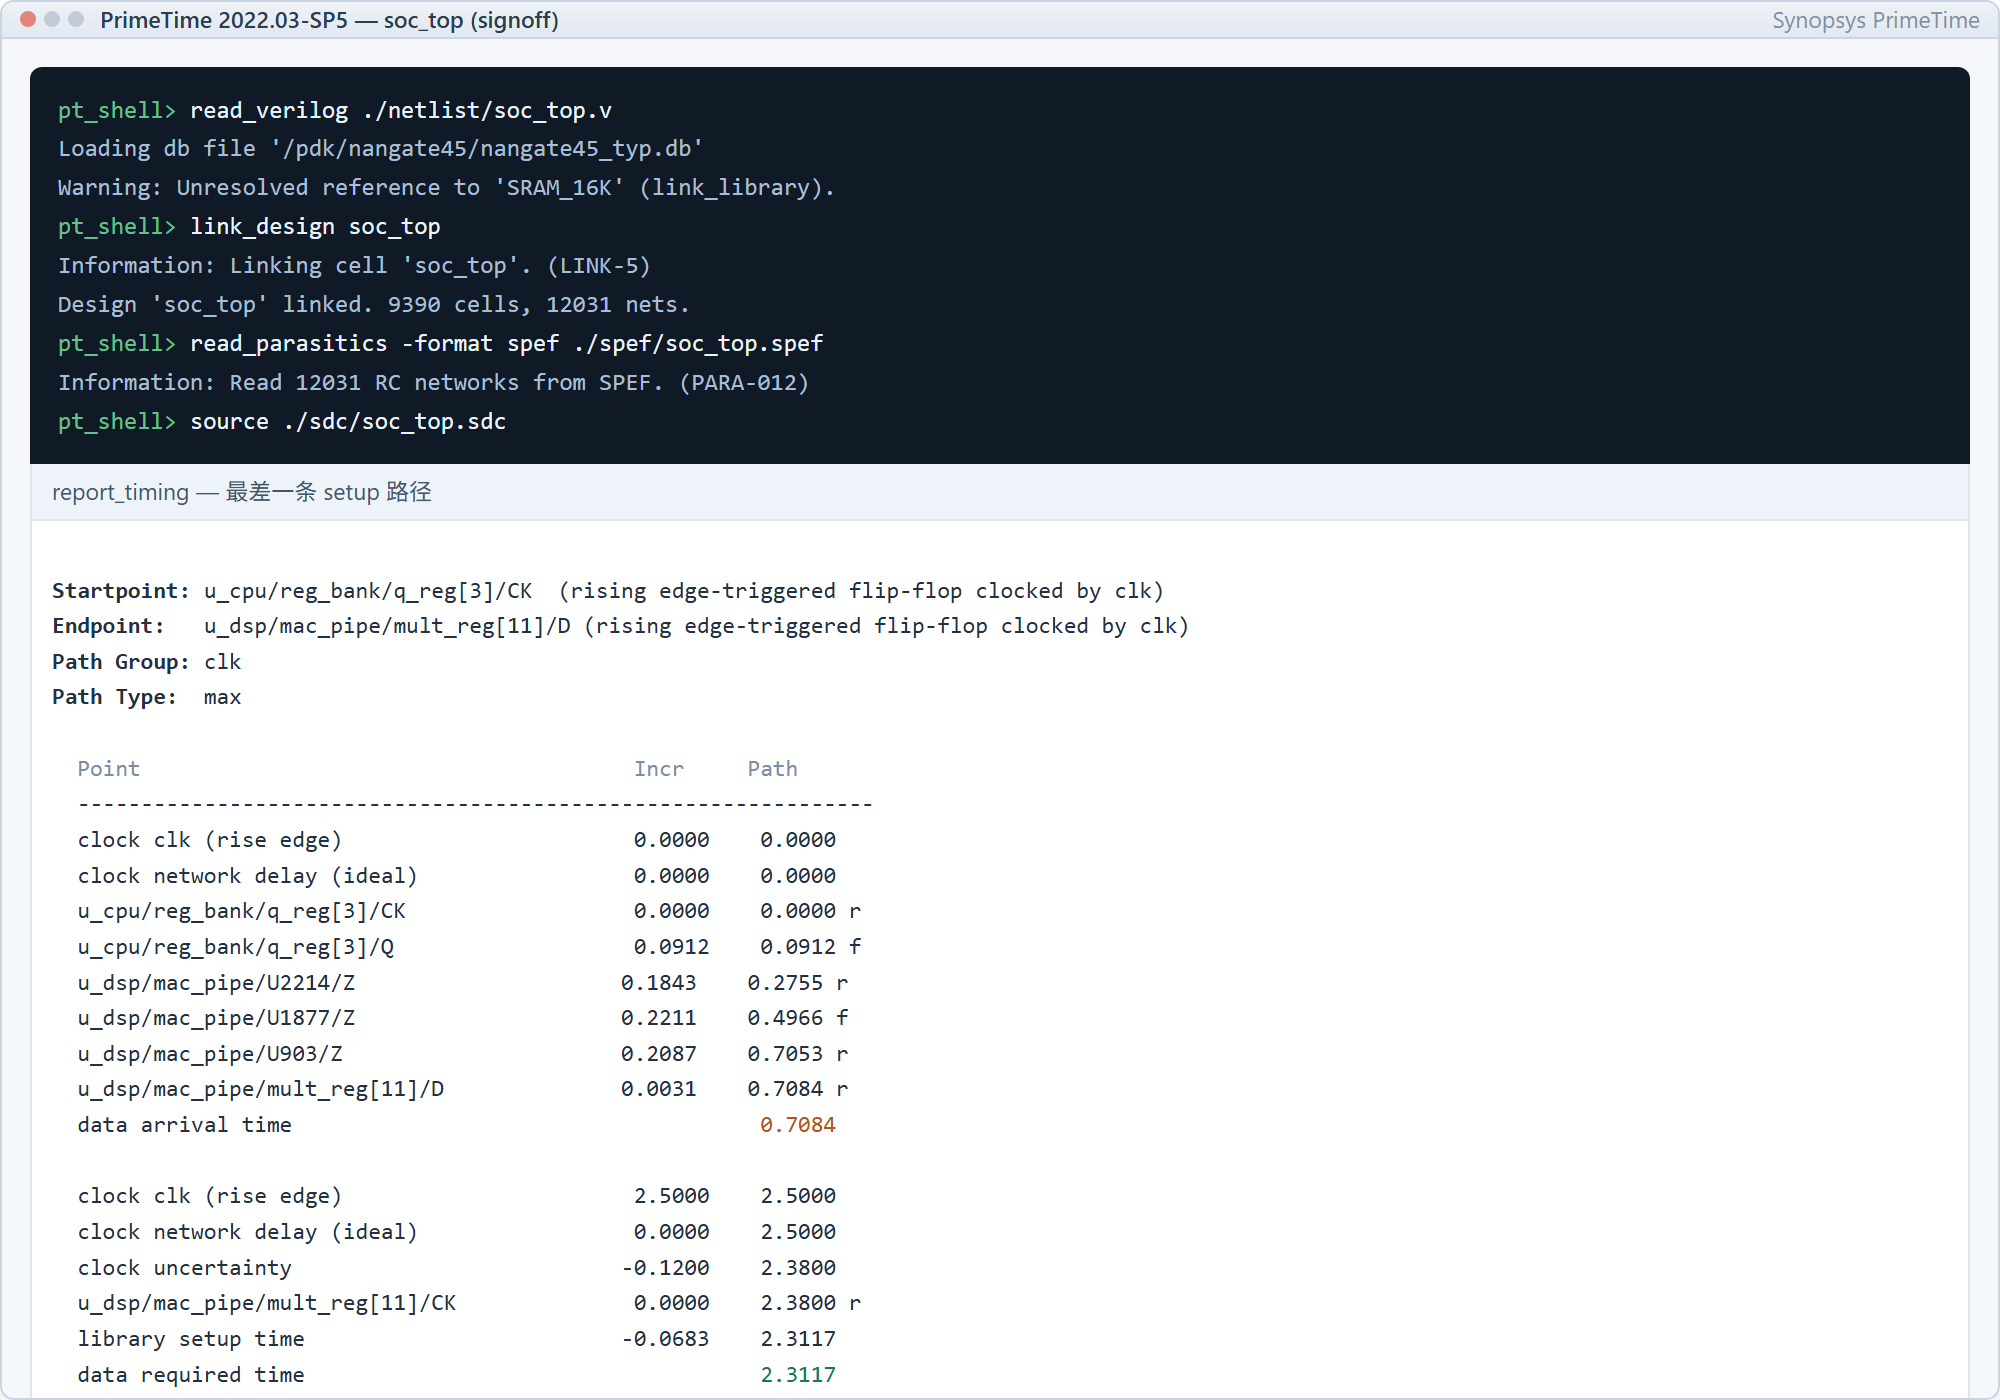 PrimeTime 2022.03-SP5 — soc_top (signoff)
Synopsys PrimeTime
pt_shell> read_verilog ./netlist/soc_top.v
Loading db file '/pdk/nangate45/nangate45_typ.db'
Warning: Unresolved reference to 'SRAM_16K' (link_library).
pt_shell> link_design soc_top
Information: Linking cell 'soc_top'. (LINK-5)
Design 'soc_top' linked. 9390 cells, 12031 nets.
pt_shell> read_parasitics -format spef ./spef/soc_top.spef
Information: Read 12031 RC networks from SPEF. (PARA-012)
pt_shell> source ./sdc/soc_top.sdc
report_timing — 最差一条 setup 路径
Startpoint: u_cpu/reg_bank/q_reg[3]/CK  (rising edge-triggered flip-flop clocked by clk)
Endpoint:   u_dsp/mac_pipe/mult_reg[11]/D (rising edge-triggered flip-flop clocked by clk)
Path Group: clk
Path Type:  max
Point                                       Incr     Path
---------------------------------------------------------------
clock clk (rise edge)                       0.0000    0.0000
clock network delay (ideal)                 0.0000    0.0000
u_cpu/reg_bank/q_reg[3]/CK                  0.0000    0.0000 r
u_cpu/reg_bank/q_reg[3]/Q                   0.0912    0.0912 f
u_dsp/mac_pipe/U2214/Z                     0.1843    0.2755 r
u_dsp/mac_pipe/U1877/Z                     0.2211    0.4966 f
u_dsp/mac_pipe/U903/Z                      0.2087    0.7053 r
u_dsp/mac_pipe/mult_reg[11]/D              0.0031    0.7084 r
data arrival time                                     0.7084
clock clk (rise edge)                       2.5000    2.5000
clock network delay (ideal)                 0.0000    2.5000
clock uncertainty                          -0.1200    2.3800
u_dsp/mac_pipe/mult_reg[11]/CK              0.0000    2.3800 r
library setup time                         -0.0683    2.3117
data required time                                    2.3117